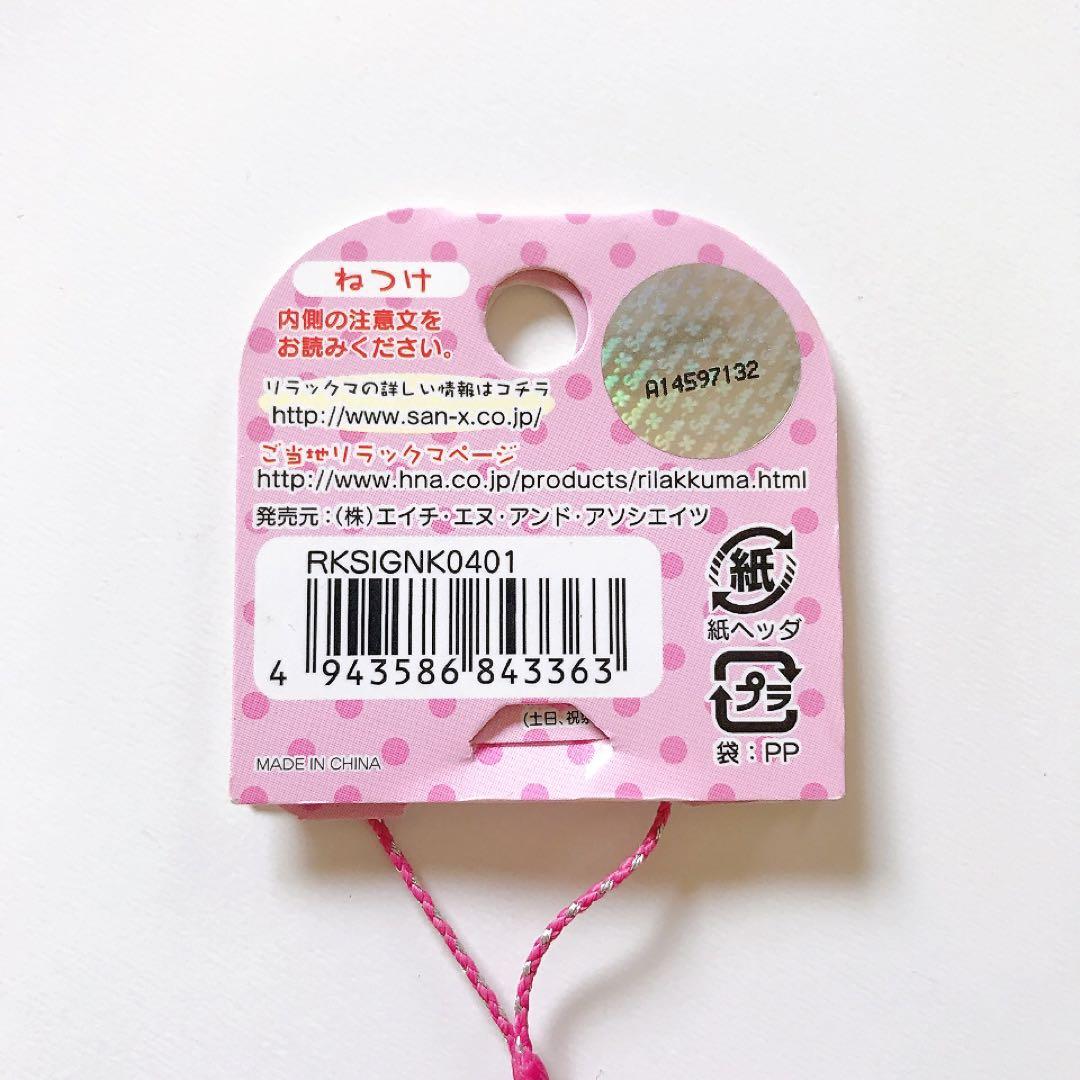 ねつけ
内側の注意文を
お読みください。
A14597132
リラックマの詳しい情報はコチラ
http://www.san-x.co.jp/
ご当地リラックマページ
http://www.hna.co.jp/products/rilakkuma.html
発売元:(株)エイチ・エヌ・アンド・アソシエイツ
RKSIGNK0401
4 943586 843363
紙
紙ヘッダ
プラ
袋:PP
(土日、祝
MADE IN CHINA